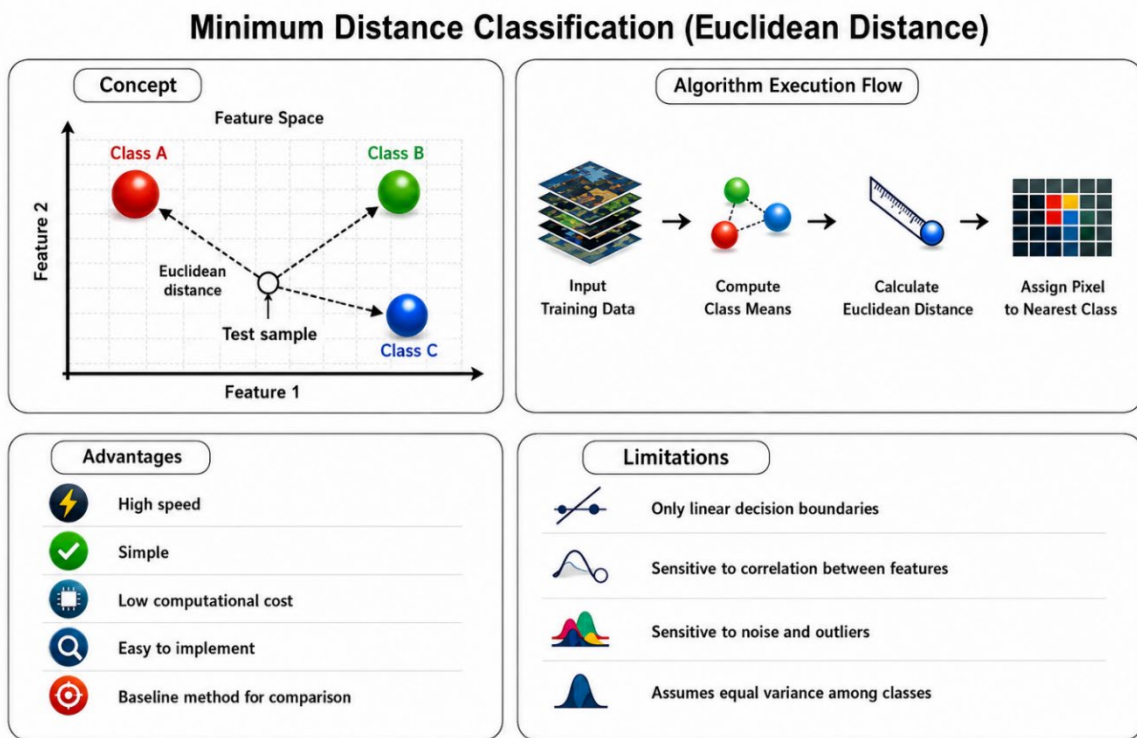 Minimum Distance Classification (Euclidean Distance)
Concept
Feature Space
Class A
Class B
Feature 2
Euclidean
distance
Test sample
Class C
Feature 1
Algorithm Execution Flow
Input
Training Data
Compute
Class Means
Calculate
Euclidean Distance
Assign Pixel
to Nearest Class
Advantages
High speed
Simple
Low computational cost
Easy to implement
Baseline method for comparison
Limitations
Only linear decision boundaries
Sensitive to correlation between features
Sensitive to noise and outliers
Assumes equal variance among classes